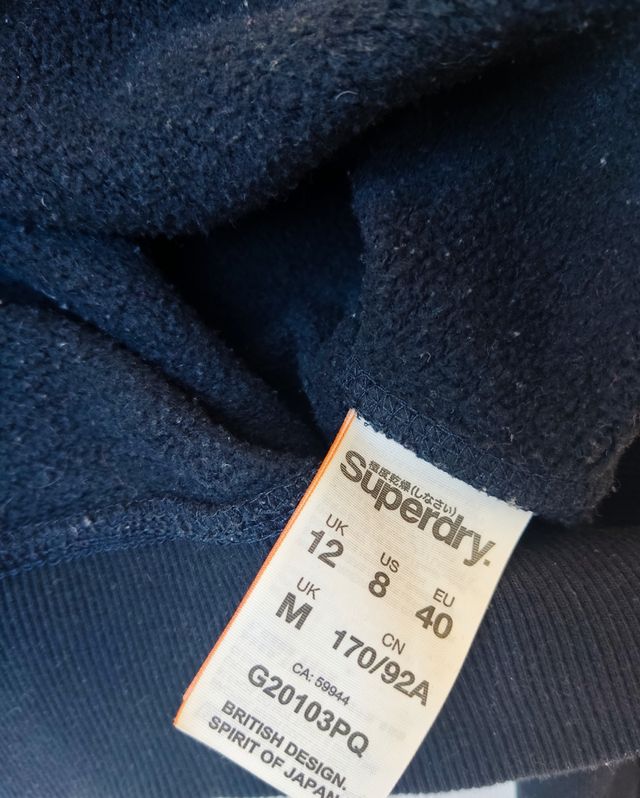 極度乾燥(しなさい)
Superdry.
UK US EU
12 8 40
UK CN
M 170/92A
CA: 59944
G20103PQ
BRITISH DESIGN.
SPIRIT OF JAPAN